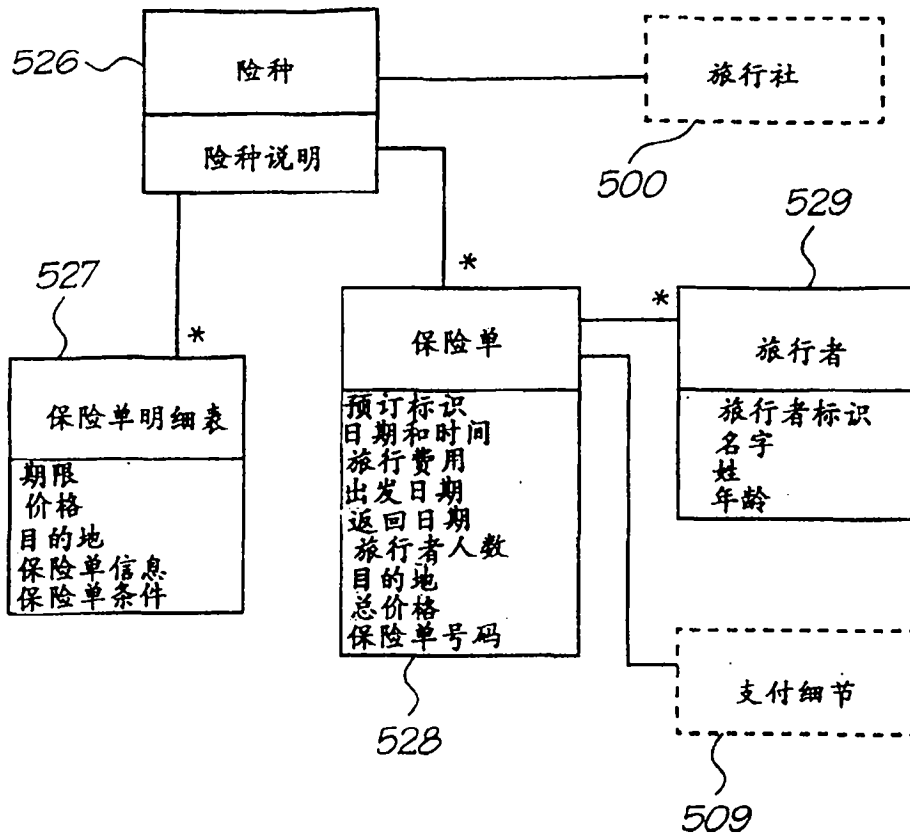 526
险种
险种说明
旅行社
500
529
527
*
*
*
保险单明细表
期限
价格
目的地
保险单信息
保险单条件
保险单
预订标识
日期和时间
旅行费用
出发日期
返回日期
旅行者人数
目的地
总价格
保险单号码
528
旅行者
旅行者标识
名字
姓
年龄
支付细节
509